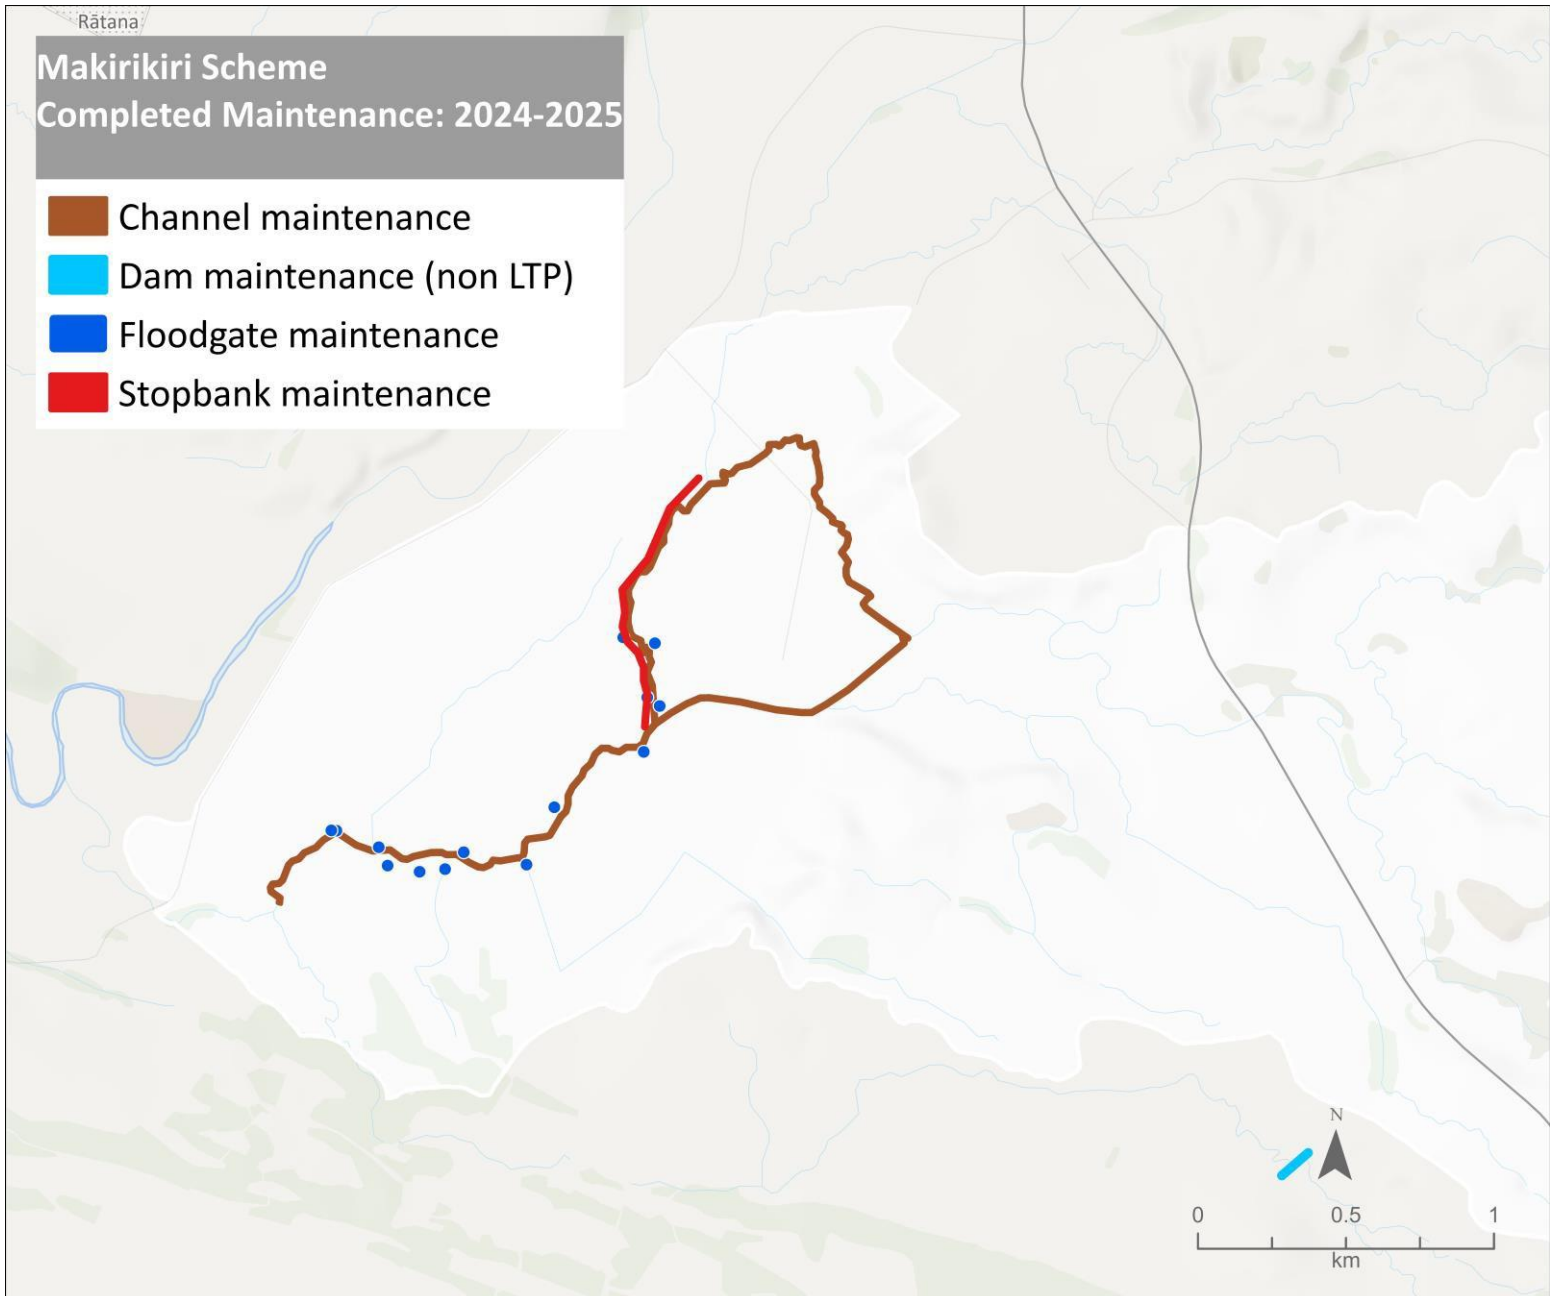 Rātana
Makirikiri Scheme
Completed Maintenance: 2024-2025
Channel maintenance
Dam maintenance (non LTP)
Floodgate maintenance
Stopbank maintenance
N
0 0.5 1
km